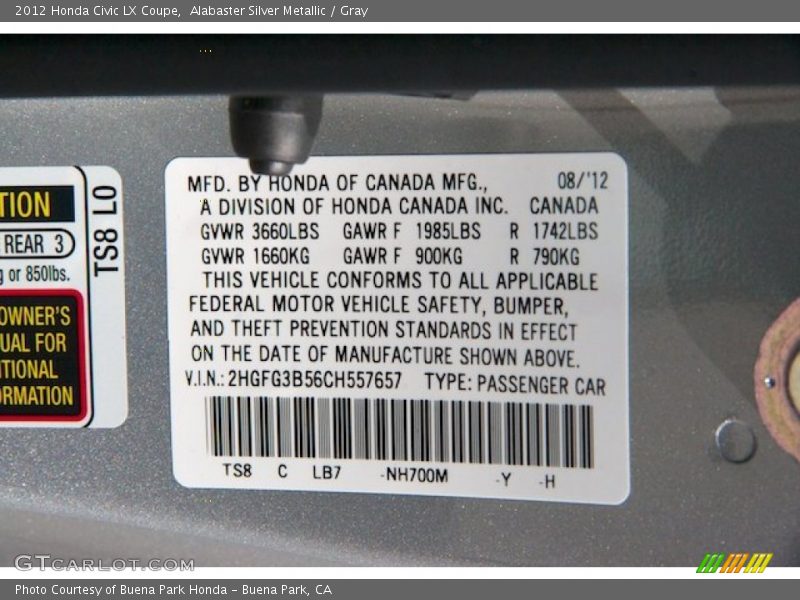 2012 Honda Civic LX Coupe,  Alabaster Silver Metallic / Gray
TION
REAR 3
g or 850lbs.
OWNER'S
UAL FOR
ITIONAL
ORMATION
TS8 L0
MFD. BY HONDA OF CANADA MFG., 08/'12
A DIVISION OF HONDA CANADA INC. CANADA
GVWR 3660LBS GAWR F 1985LBS R 1742LBS
GVWR 1660KG GAWR F 900KG R 790KG
THIS VEHICLE CONFORMS TO ALL APPLICABLE
FEDERAL MOTOR VEHICLE SAFETY, BUMPER,
AND THEFT PREVENTION STANDARDS IN EFFECT
ON THE DATE OF MANUFACTURE SHOWN ABOVE.
V.I.N.: 2HGFG3B56CH557657 TYPE: PASSENGER CAR
TS8 C LB7 -NH700M -Y -H
GTCARLOT.COM
Photo Courtesy of Buena Park Honda - Buena Park, CA